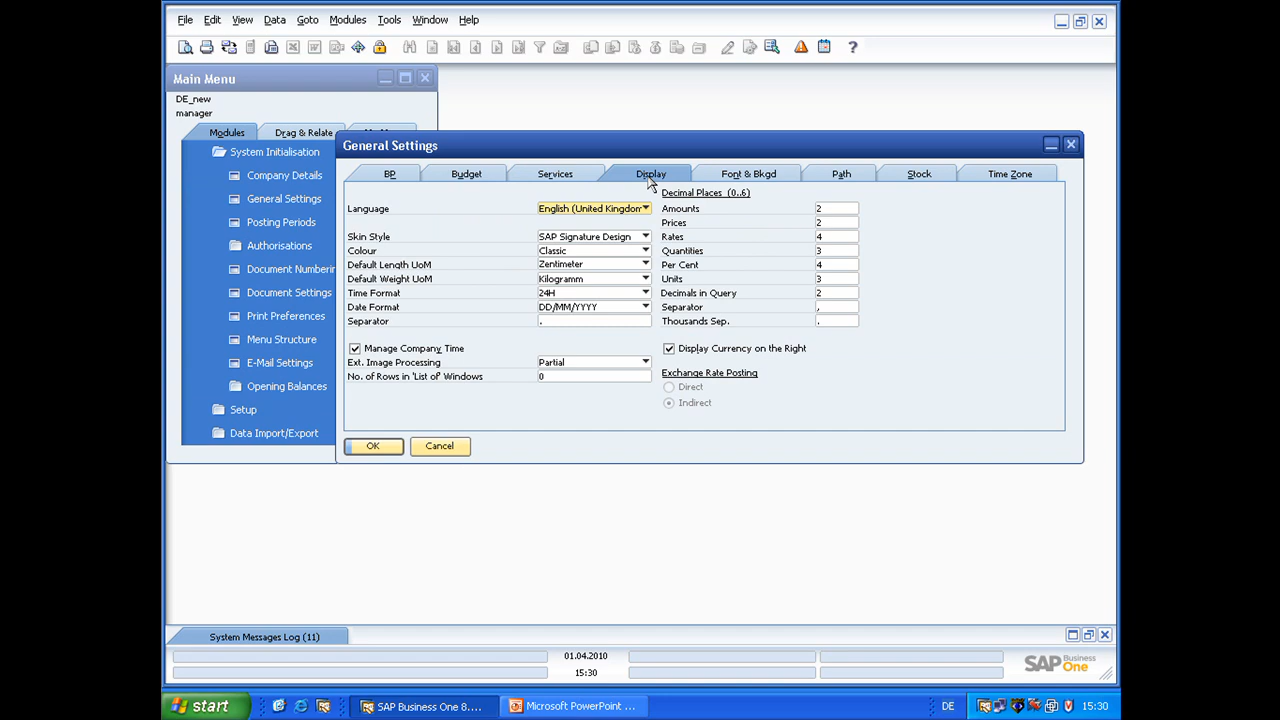 File Edit View Data Goto Modules Tools Window Help
Main Menu
DE_new
manager
Modules Drag & Relate
System Initialisation
Company Details
General Settings
Posting Periods
Authorisations
Document Numberin
Document Settings
Print Preferences
Menu Structure
E-Mail Settings
Opening Balances
Setup
Data Import/Export
General Settings
BP Budget Services Display Font & Bkgd Path Stock Time Zone
Language English (United Kingdom
Skin Style SAP Signature Design
Colour Classic
Default Length UoM Zentimeter
Default Weight UoM Kilogramm
Time Format 24H
Date Format DD/MM/YYYY
Separator .
Manage Company Time
Ext. Image Processing Partial
No. of Rows in 'List of' Windows 0
Decimal Places (0..6)
Amounts 2
Prices 2
Rates 4
Quantities 3
Per Cent 4
Units 3
Decimals in Query 2
Separator ,
Thousands Sep. .
Display Currency on the Right
Exchange Rate Posting
Direct
Indirect
OK Cancel
System Messages Log (11)
01.04.2010
15:30
SAP Business One
start SAP Business One 8.... Microsoft PowerPoint ... DE 15:30